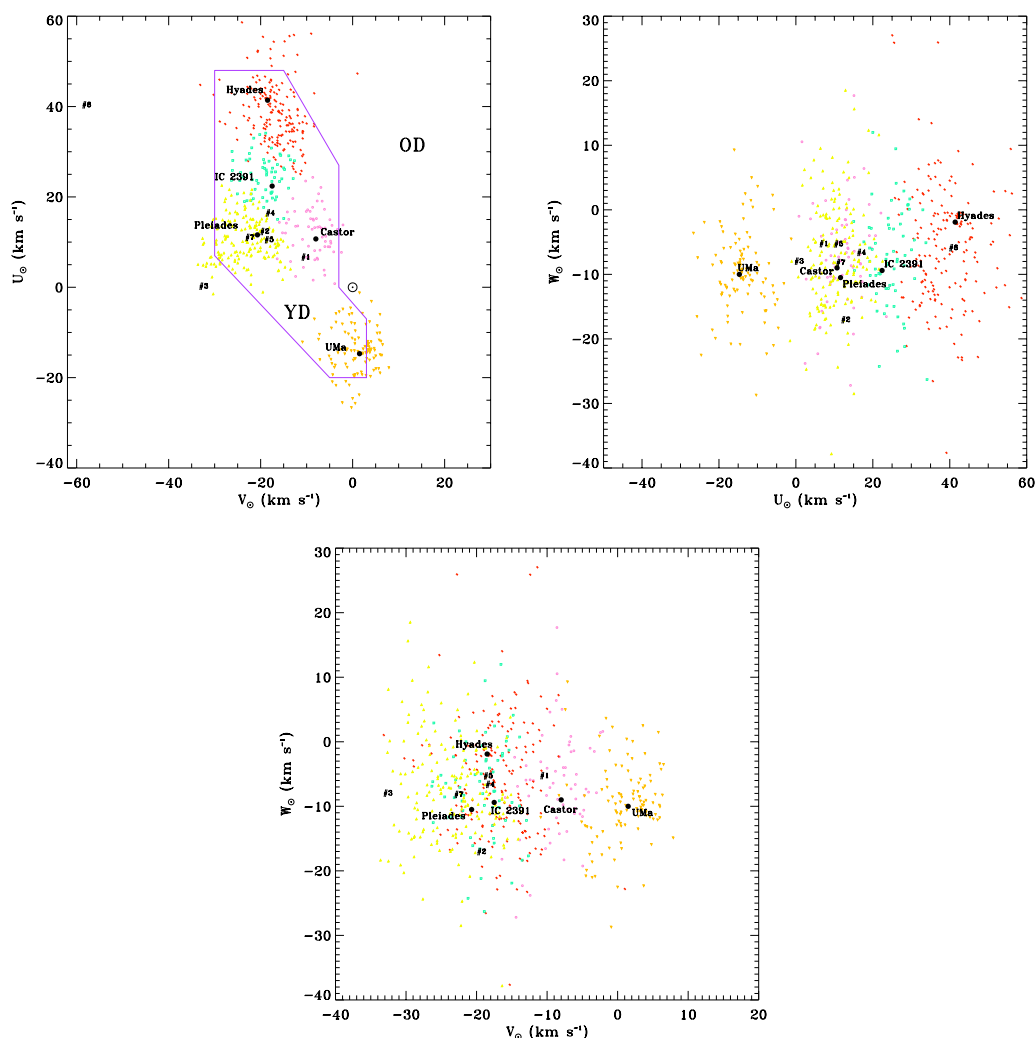 60
40
20
0
−20
−40
−60
−40
−20
0
20
U⊙ (km s⁻¹)
V⊙ (km s⁻¹)
Hyades
#6
OD
IC 2391
#4
Pleiades
#2
#7
#5
Castor
#1
#3
YD
UMa
30
20
10
0
−10
−20
−30
−40
−40
−20
0
20
40
60
W⊙ (km s⁻¹)
U⊙ (km s⁻¹)
Hyades
#1
#5
#4
#6
#3
#7
IC 2391
UMa
Castor
Pleiades
#2
30
20
10
0
−10
−20
−30
−40
−40
−30
−20
−10
0
10
20
W⊙ (km s⁻¹)
V⊙ (km s⁻¹)
Hyades
#5
#1
#4
#3
#7
IC 2391
Castor
Pleiades
UMa
#2